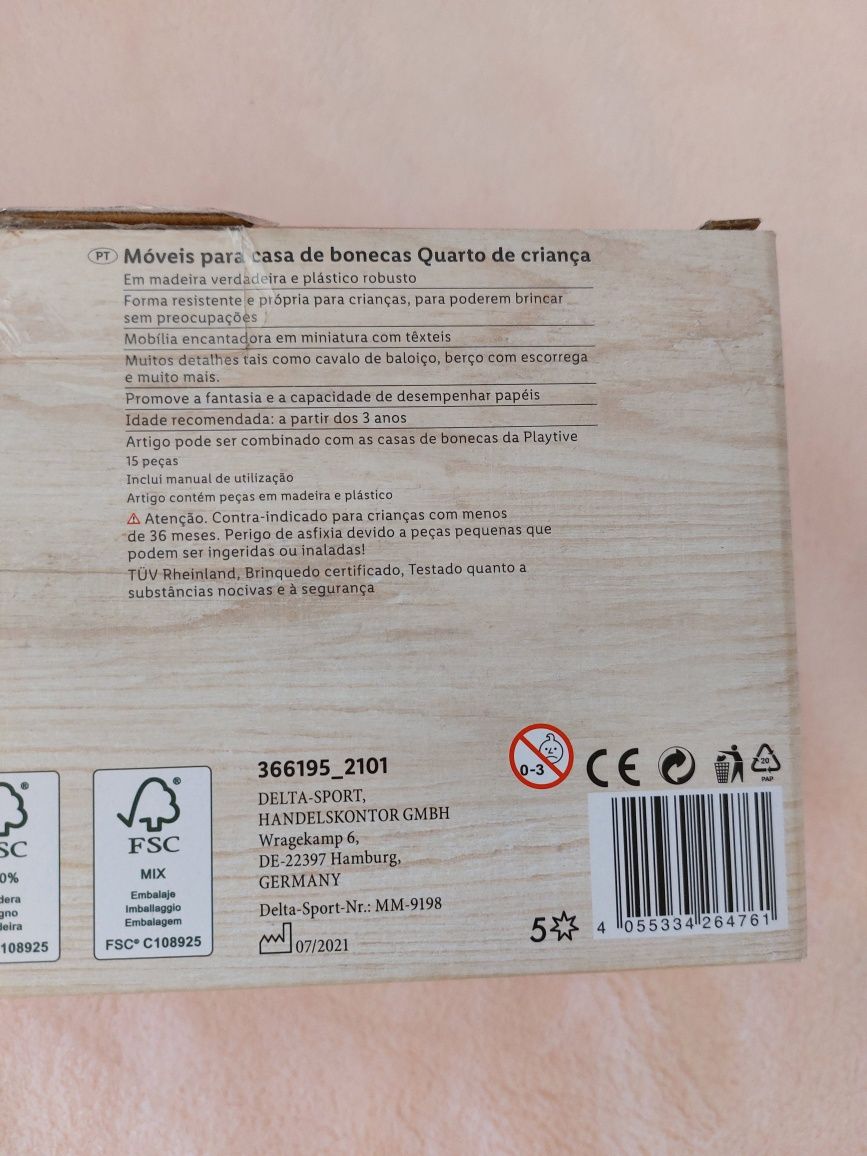 PT Móveis para casa de bonecas Quarto de criança
Em madeira verdadeira e plástico robusto
Forma resistente e própria para crianças, para poderem brincar
sem preocupações
Mobília encantadora em miniatura com têxteis
Muitos detalhes tais como cavalo de baloiço, berço com escorrega
e muito mais.
Promove a fantasia e a capacidade de desempenhar papéis
Idade recomendada: a partir dos 3 anos
Artigo pode ser combinado com as casas de bonecas da Playtive
15 peças
Inclui manual de utilização
Artigo contém peças em madeira e plástico
Atenção. Contra-indicado para crianças com menos
de 36 meses. Perigo de asfixia devido a peças pequenas que
podem ser ingeridas ou inaladas!
TÜV Rheinland, Brinquedo certificado, Testado quanto a
substâncias nocivas e à segurança
®
SC
0%
dera
gno
deira
108925
®
FSC
MIX
Embalaje
Imballaggio
Embalagem
FSC® C108925
366195_2101
DELTA-SPORT,
HANDELSKONTOR GMBH
Wragekamp 6,
DE-22397 Hamburg,
GERMANY
Delta-Sport-Nr.: MM-9198
07/2021
0-3
CE
20
PAP
5
4 055334 264761